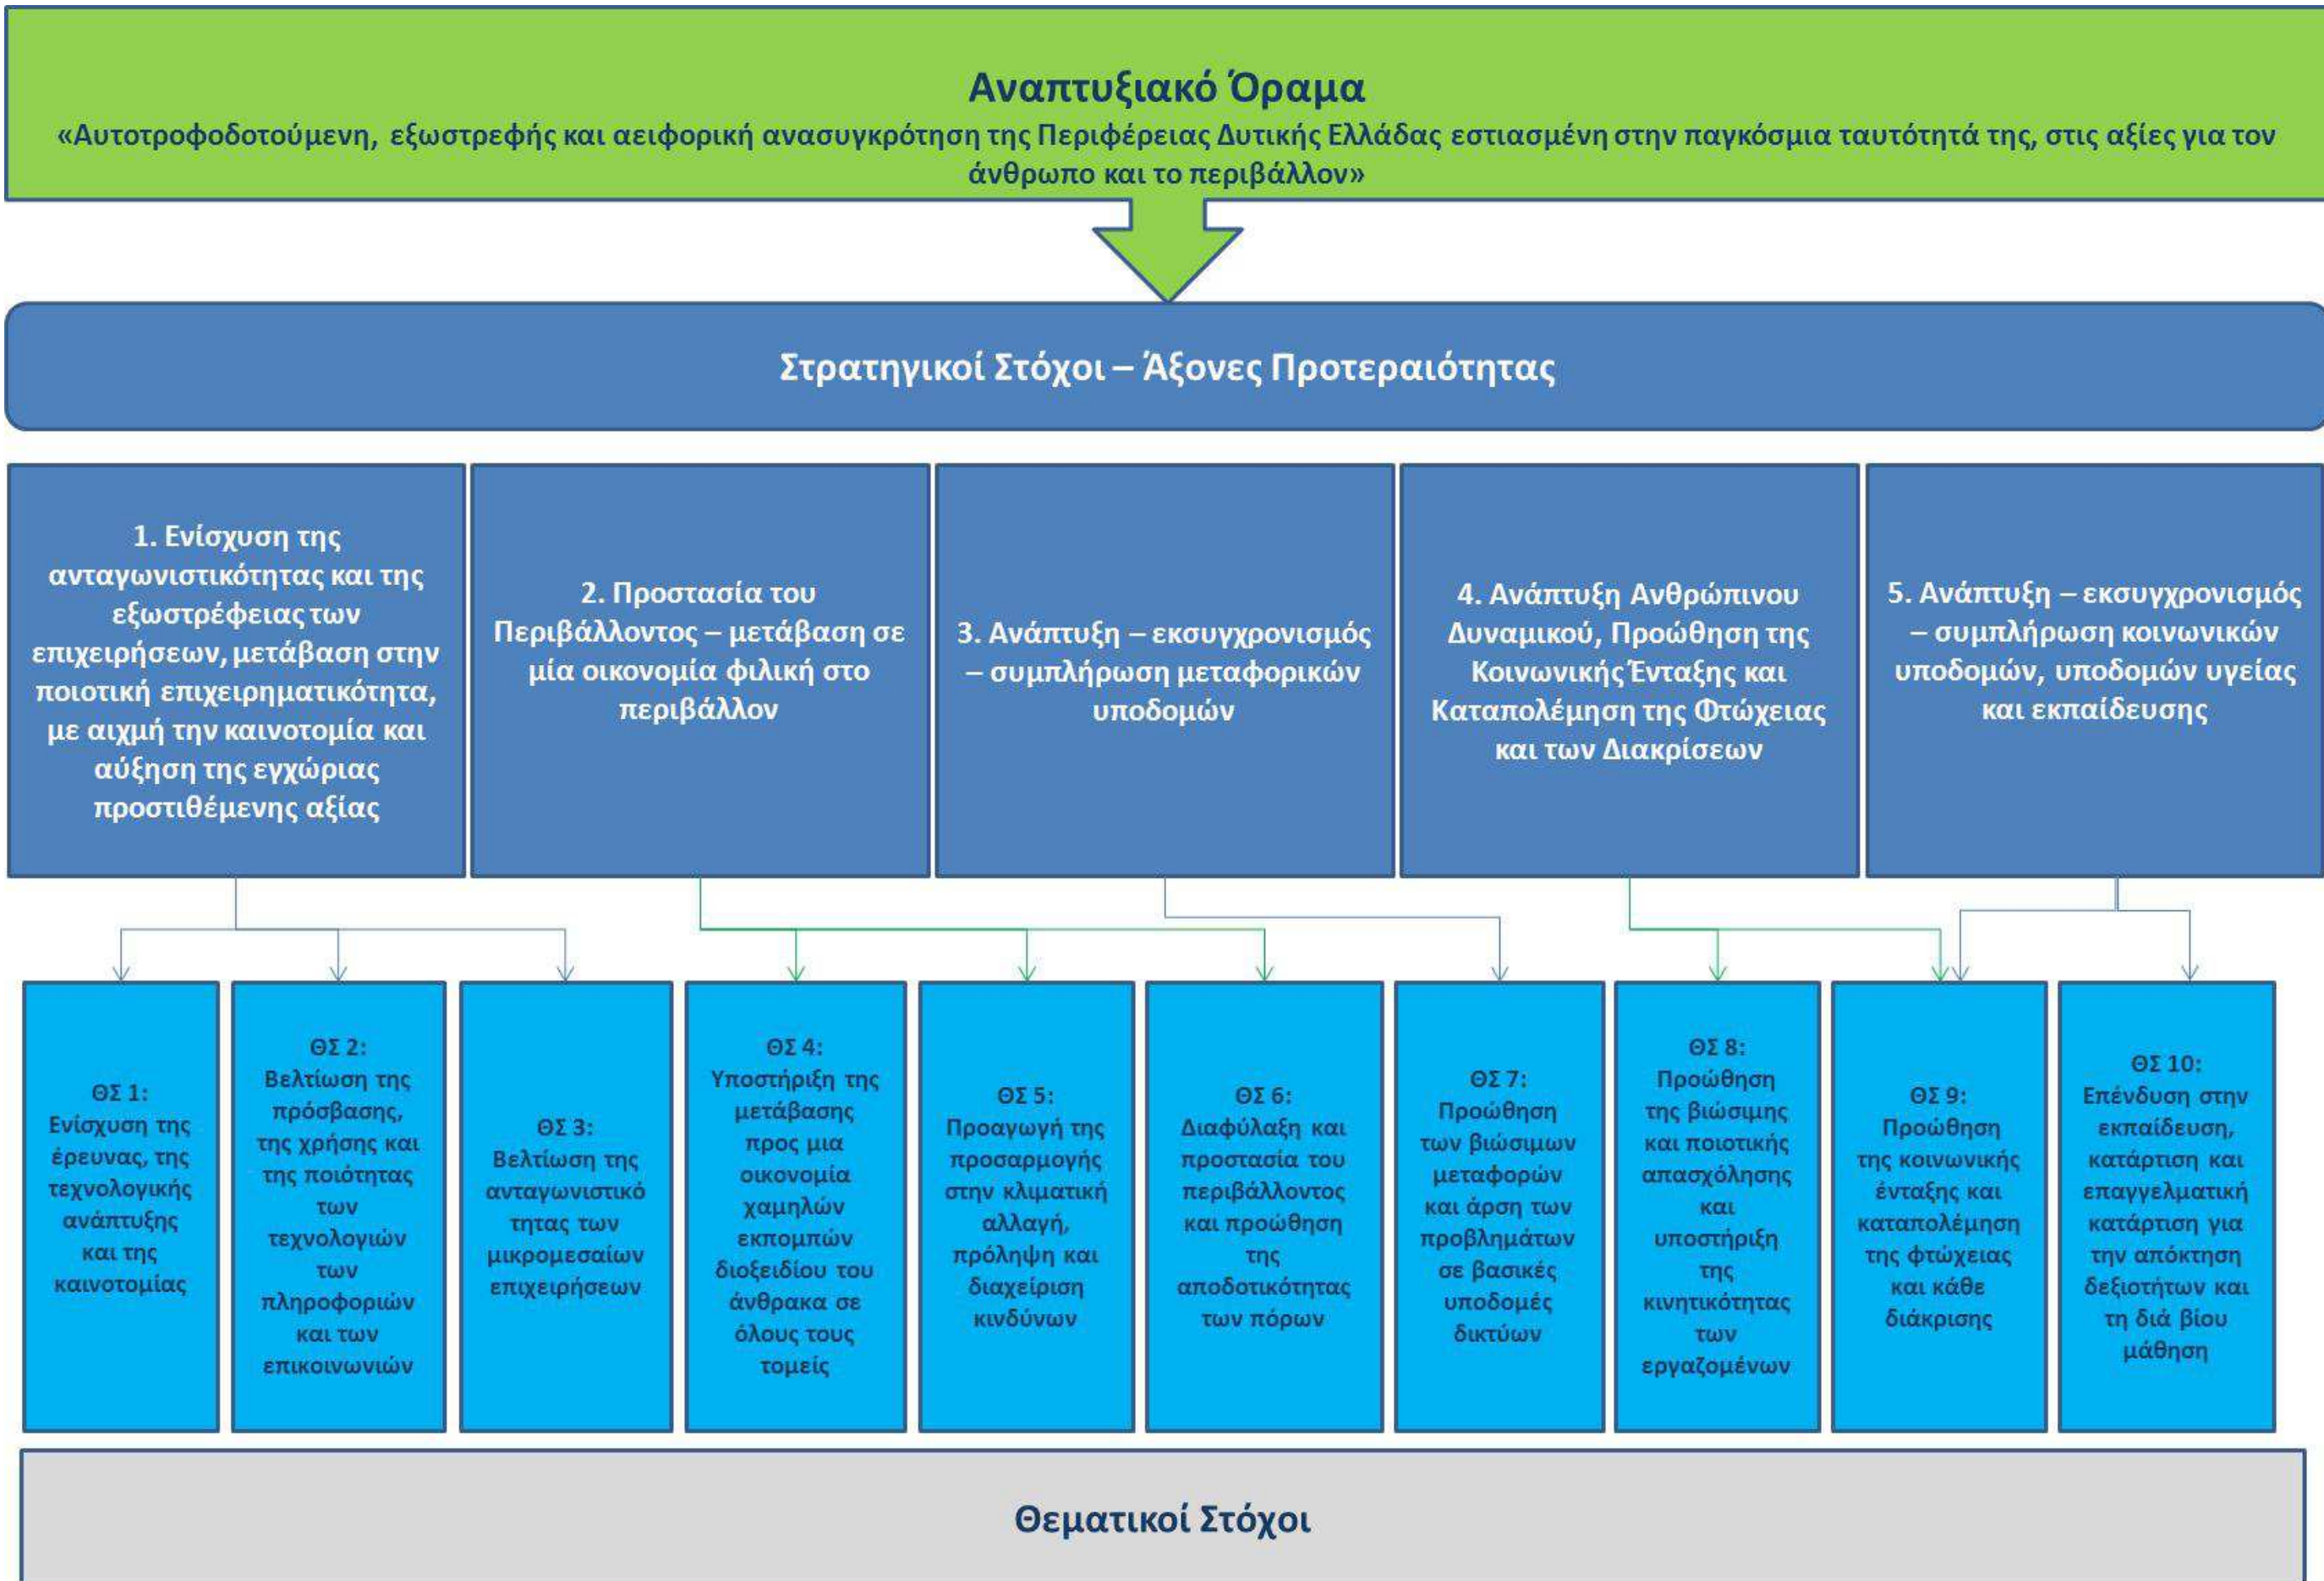 Αναπτυξιακό Όραμα
«Αυτοτροφοδοτούμενη, εξωστρεφής και αειφορική ανασυγκρότηση της Περιφέρειας Δυτικής Ελλάδας εστιασμένη στην παγκόσμια ταυτότητά της, στις αξίες για τον
άνθρωπο και το περιβάλλον»
Στρατηγικοί Στόχοι – Άξονες Προτεραιότητας
1. Ενίσχυση της
ανταγωνιστικότητας και της
εξωστρέφειας των
επιχειρήσεων, μετάβαση στην
ποιοτική επιχειρηματικότητα,
με αιχμή την καινοτομία και
αύξηση της εγχώριας
προστιθέμενης αξίας
2. Προστασία του
Περιβάλλοντος – μετάβαση σε
μία οικονομία φιλική στο
περιβάλλον
3. Ανάπτυξη – εκσυγχρονισμός
– συμπλήρωση μεταφορικών
υποδομών
4. Ανάπτυξη Ανθρώπινου
Δυναμικού, Προώθηση της
Κοινωνικής Ένταξης και
Καταπολέμηση της Φτώχειας
και των Διακρίσεων
5. Ανάπτυξη – εκσυγχρονισμός
– συμπλήρωση κοινωνικών
υποδομών, υποδομών υγείας
και εκπαίδευσης
ΘΣ 1:
Ενίσχυση της
έρευνας, της
τεχνολογικής
ανάπτυξης
και της
καινοτομίας
ΘΣ 2:
Βελτίωση της
πρόσβασης,
της χρήσης και
της ποιότητας
των
τεχνολογιών
των
πληροφοριών
και των
επικοινωνιών
ΘΣ 3:
Βελτίωση της
ανταγωνιστικό
τητας των
μικρομεσαίων
επιχειρήσεων
ΘΣ 4:
Υποστήριξη της
μετάβασης
προς μια
οικονομία
χαμηλών
εκπομπών
διοξειδίου του
άνθρακα σε
όλους τους
τομείς
ΘΣ 5:
Προαγωγή της
προσαρμογής
στην κλιματική
αλλαγή,
πρόληψη και
διαχείριση
κινδύνων
ΘΣ 6:
Διαφύλαξη και
προστασία του
περιβάλλοντος
και προώθηση
της
αποδοτικότητας
των πόρων
ΘΣ 7:
Προώθηση
των βιώσιμων
μεταφορών
και άρση των
προβλημάτων
σε βασικές
υποδομές
δικτύων
ΘΣ 8:
Προώθηση
της βιώσιμης
και ποιοτικής
απασχόλησης
και
υποστήριξη
της
κινητικότητας
των
εργαζομένων
ΘΣ 9:
Προώθηση
της κοινωνικής
ένταξης και
καταπολέμηση
της φτώχειας
και κάθε
διάκρισης
ΘΣ 10:
Επένδυση στην
εκπαίδευση,
κατάρτιση και
επαγγελματική
κατάρτιση για
την απόκτηση
δεξιοτήτων και
τη διά βίου
μάθηση
Θεματικοί Στόχοι